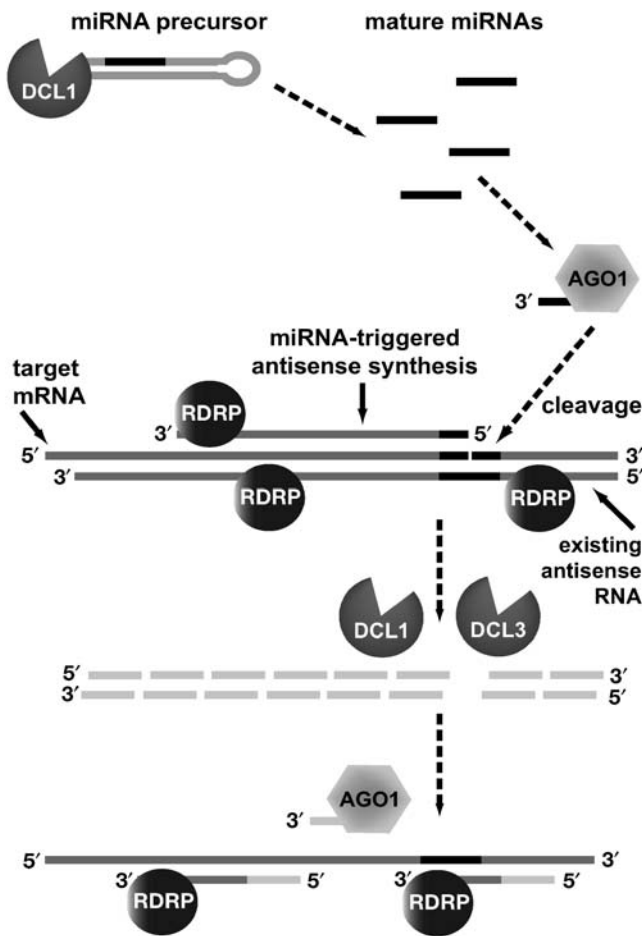 miRNA precursor
mature miRNAs
DCL1
AGO1
3′
miRNA-triggered
antisense synthesis
target
mRNA
cleavage
RDRP
3′
5′
5′
3′
3′
5′
RDRP
RDRP
existing
antisense
RNA
DCL1
DCL3
5′
3′
3′
5′
AGO1
3′
5′
3′
3′
5′
3′
5′
RDRP
RDRP